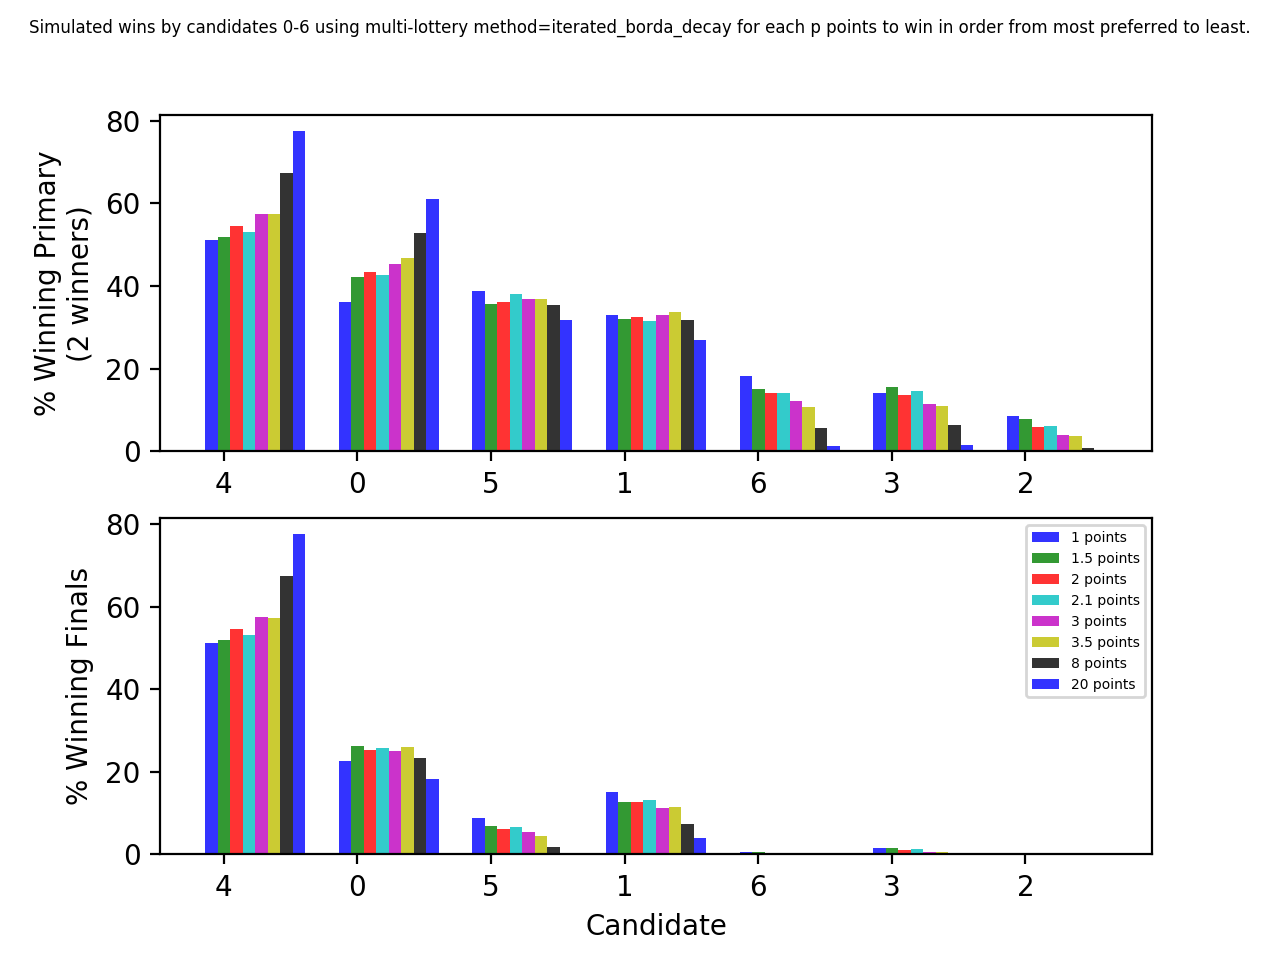 Simulated wins by candidates 0-6 using multi-lottery method=iterated_borda_decay for each p points to win in order from most preferred to least.
% Winning Primary
(2 winners)
80
60
40
20
0
4 0 5 1 6 3 2
% Winning Finals
80
60
40
20
0
1 points
1.5 points
2 points
2.1 points
3 points
3.5 points
8 points
20 points
4 0 5 1 6 3 2
Candidate